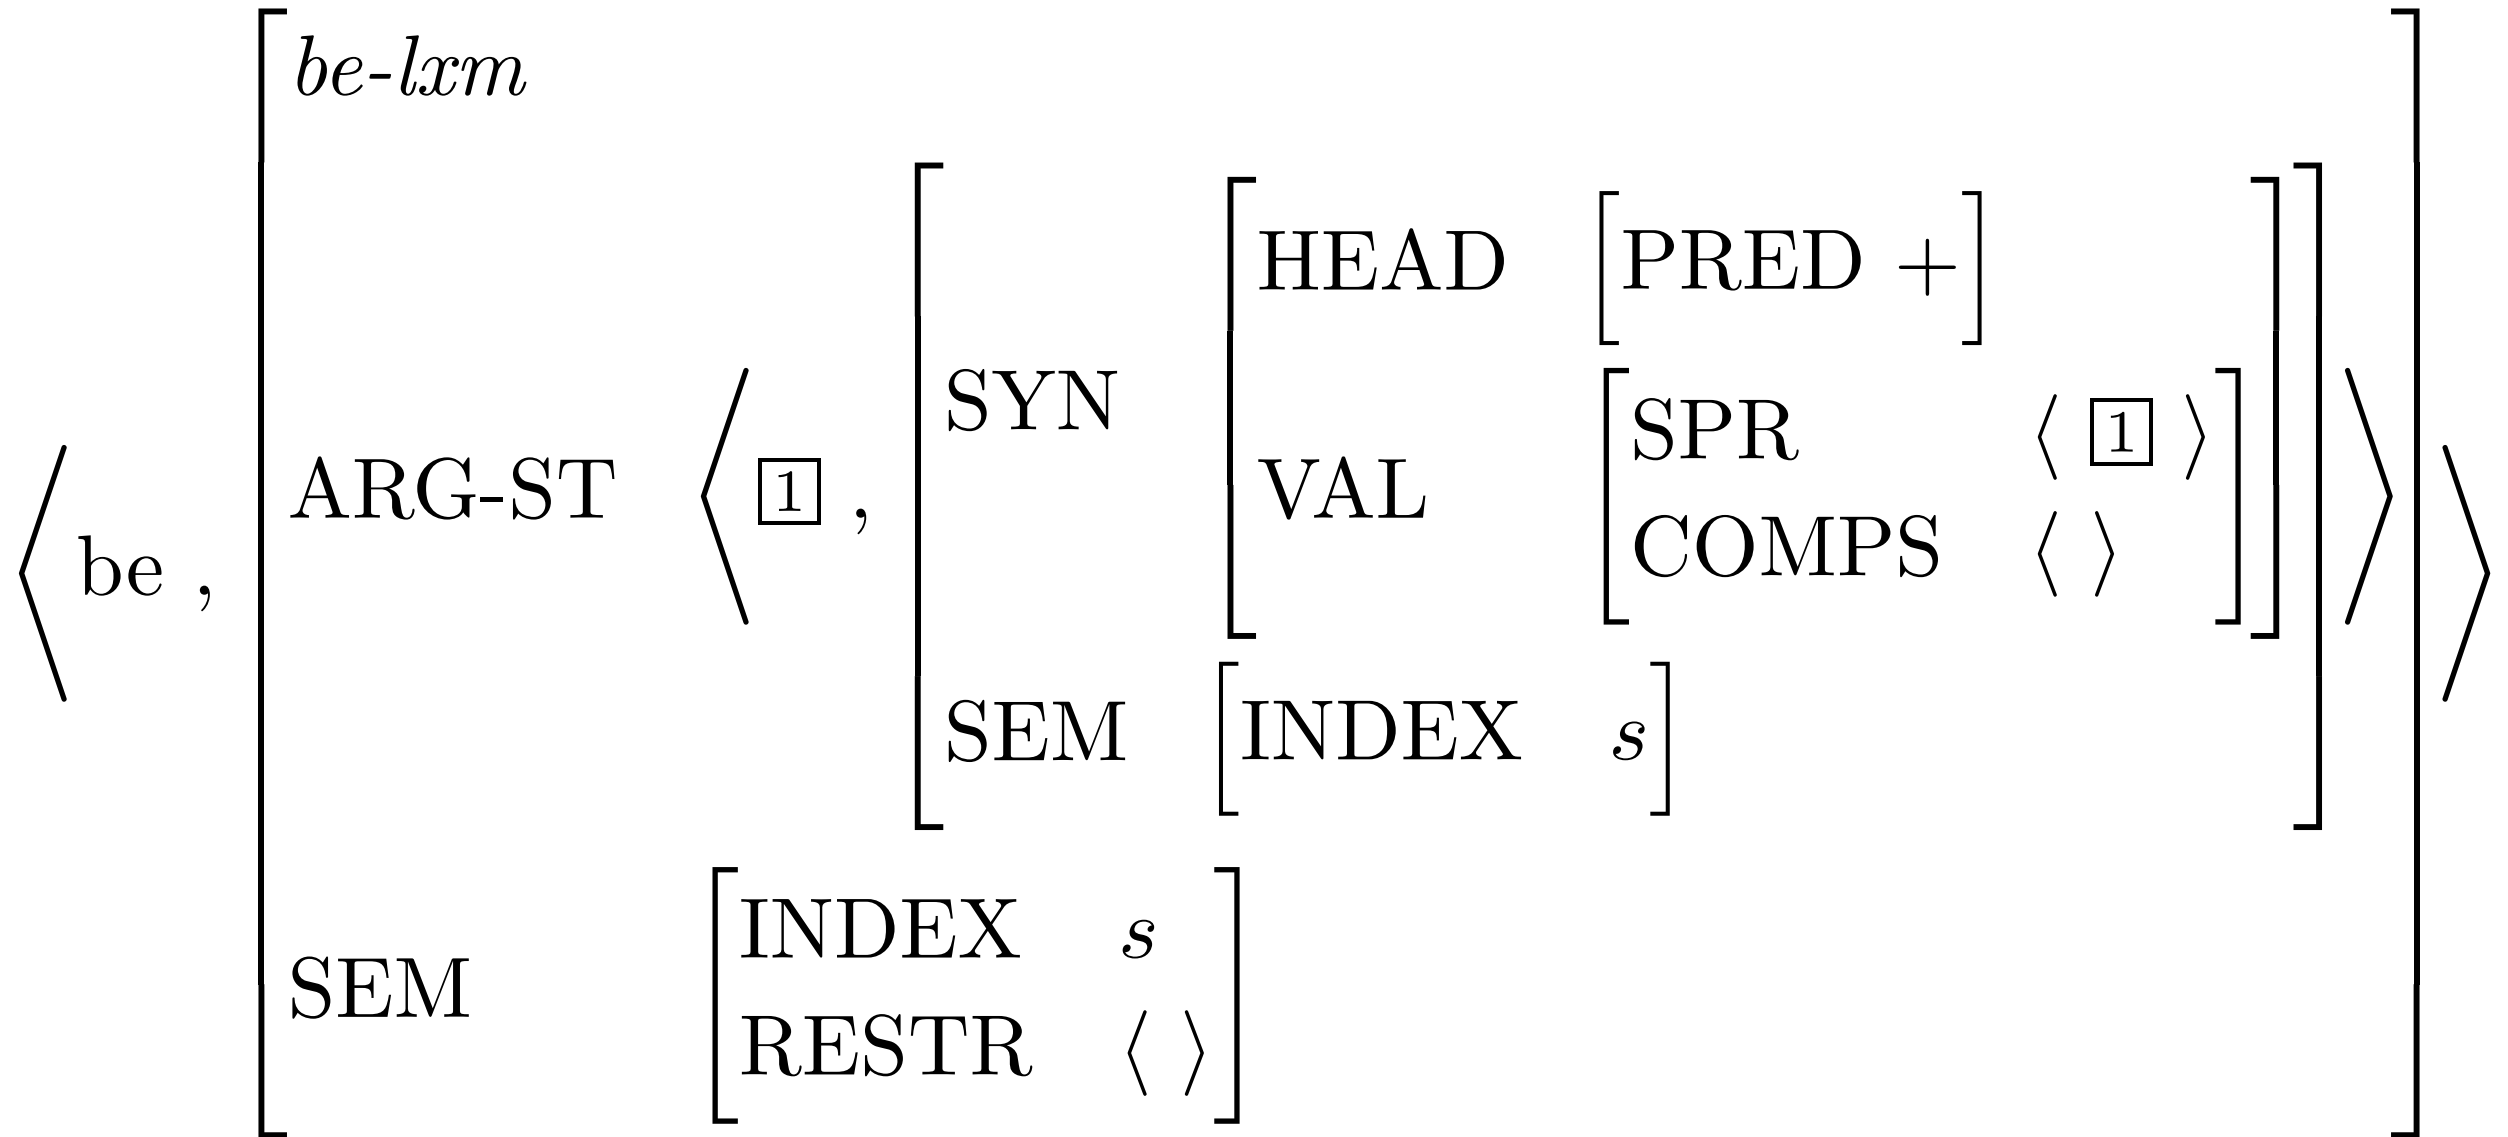 be-lxm
HEAD [PRED +]
SYN
SPR ⟨ 1 ⟩
ARG-ST ⟨ 1 ,
VAL
be ,
COMPS ⟨ ⟩
SEM [INDEX s]
INDEX s
SEM
RESTR ⟨ ⟩